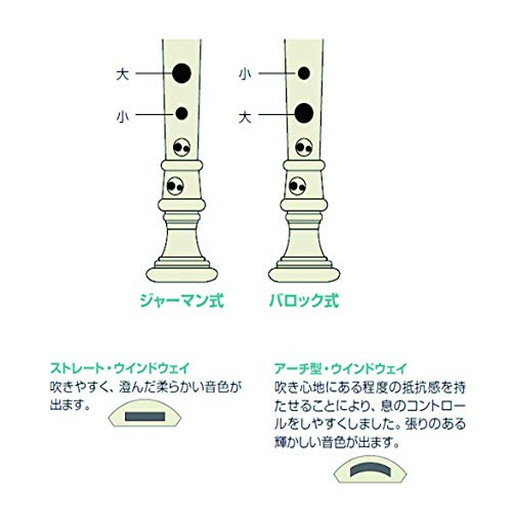 大
小
小
大
ジャーマン式
バロック式
ストレート・ウインドウェイ
吹きやすく、澄んだ柔らかい音色が
出ます。
アーチ型・ウインドウェイ
吹き心地にある程度の抵抗感を持
たせることにより、息のコントロー
ルをしやすくしました。張りのある
輝かしい音色が出ます。